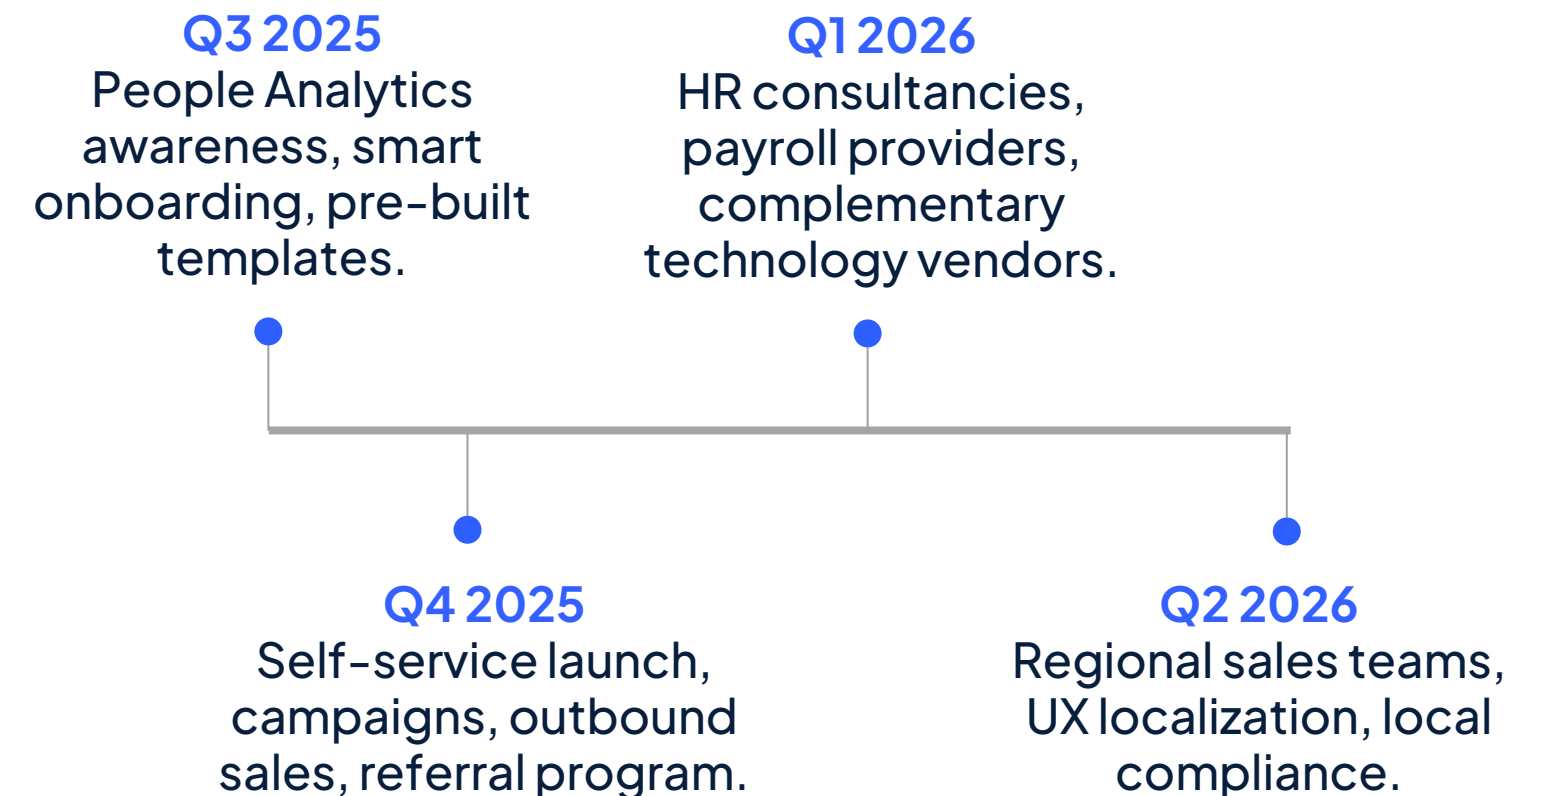 Q3 2025
People Analytics
awareness, smart
onboarding, pre-built
templates.
Q1 2026
HR consultancies,
payroll providers,
complementary
technology vendors.
Q4 2025
Self-service launch,
campaigns, outbound
sales, referral program.
Q2 2026
Regional sales teams,
UX localization, local
compliance.